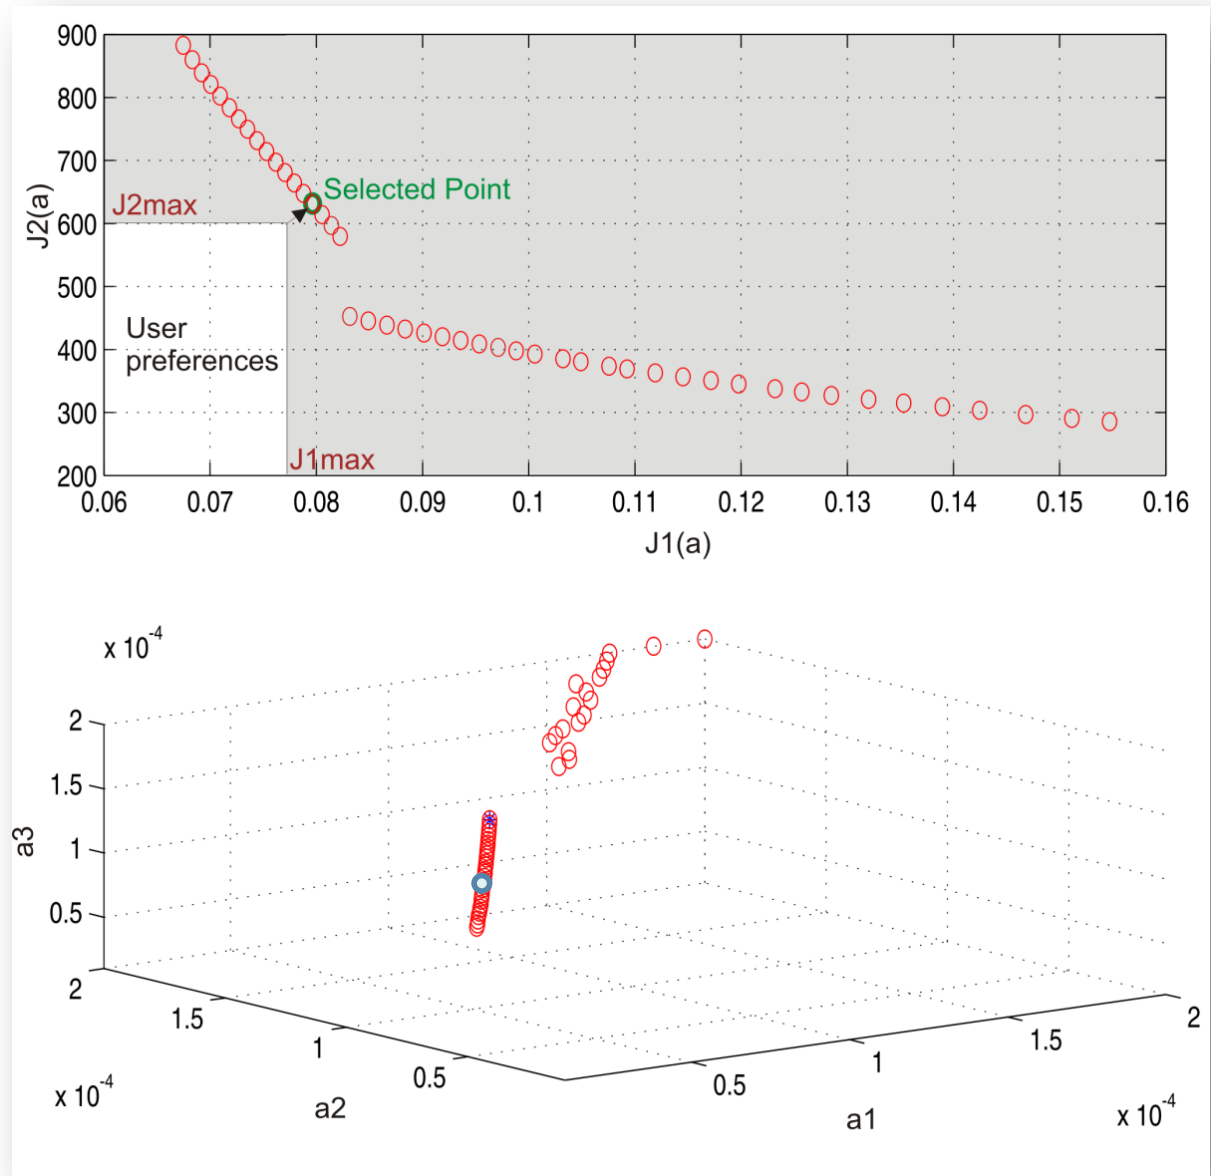 900
800
700
600
500
400
300
200
J2(a)
J2max
Selected Point
User
preferences
J1max
0.06 0.07 0.08 0.09 0.1 0.11 0.12 0.13 0.14 0.15 0.16
J1(a)
x 10^-4
2
1.5
1
0.5
a3
2
1.5
1
0.5
x 10^-4
a2
0.5
1
1.5
2
a1
x 10^-4